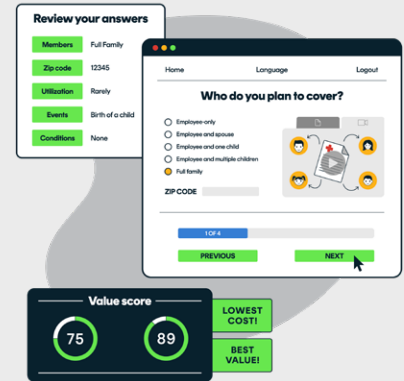 Review your answers
Members Full Family
Zip code 12345
Utilization Rarely
Events Birth of a child
Conditions None
Home Language Logout
Who do you plan to cover?
Employee-only
Employee and spouse
Employee and one child
Employee and multiple children
Full family
ZIP CODE
1 OF 4
PREVIOUS NEXT
Value score
75 89
LOWEST
COST!
BEST
VALUE!